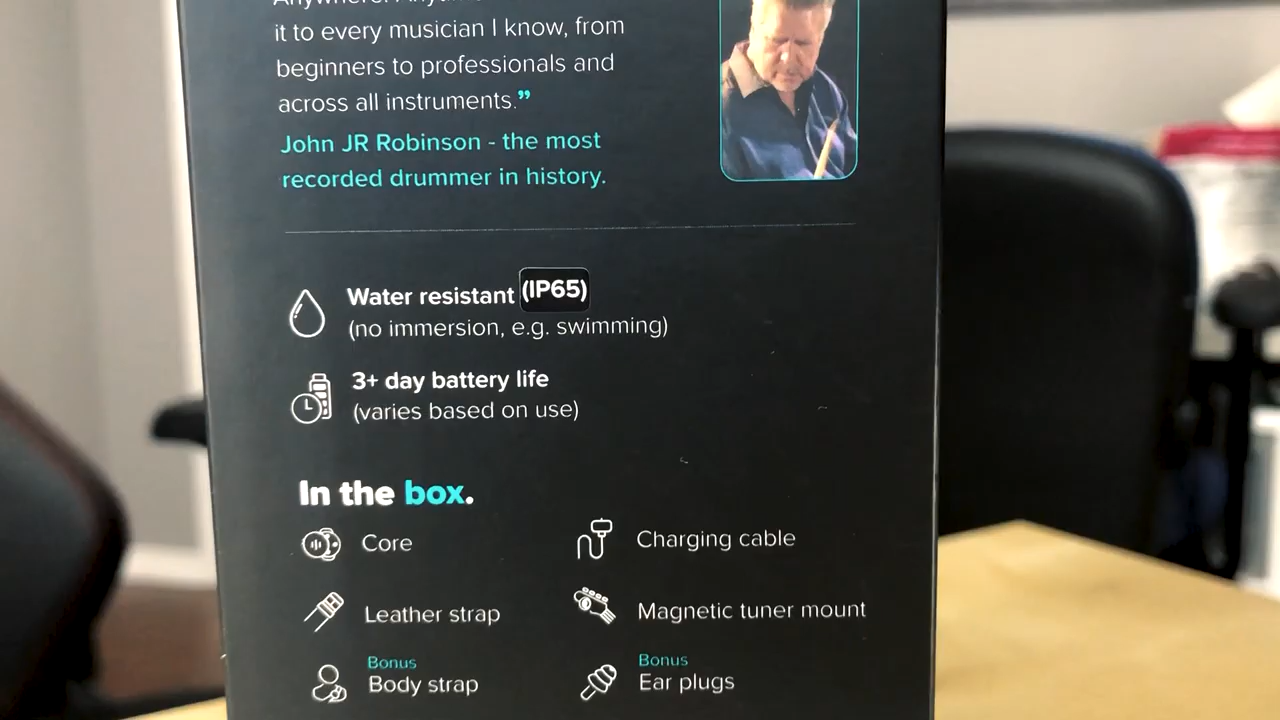 it to every musician I know, from
beginners to professionals and
across all instruments.”
John JR Robinson - the most
recorded drummer in history.
Water resistant (IP65)
(no immersion, e.g. swimming)
3+ day battery life
(varies based on use)
In the box.
Core
Charging cable
Leather strap
Magnetic tuner mount
Bonus
Body strap
Bonus
Ear plugs